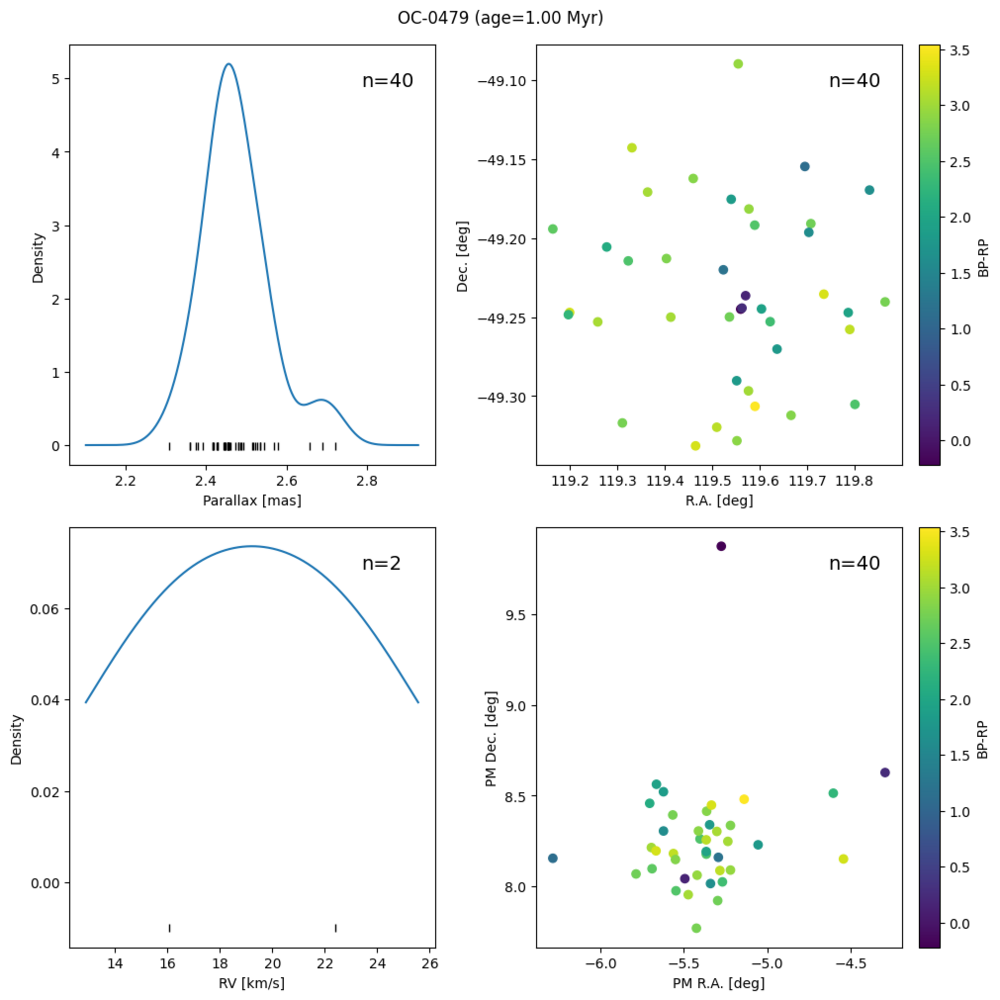 OC-0479 (age=1.00 Myr)
n=40
5
4
3
2
1
0
Density
2.2 2.4 2.6 2.8
Parallax [mas]
n=40
−49.10
−49.15
−49.20
−49.25
−49.30
Dec. [deg]
119.2 119.3 119.4 119.5 119.6 119.7 119.8
R.A. [deg]
3.5
3.0
2.5
2.0
1.5
1.0
0.5
0.0
BP-RP
n=2
0.06
0.04
0.02
0.00
Density
14 16 18 20 22 24 26
RV [km/s]
n=40
9.5
9.0
8.5
8.0
PM Dec. [deg]
−6.0 −5.5 −5.0 −4.5
PM R.A. [deg]
3.5
3.0
2.5
2.0
1.5
1.0
0.5
0.0
BP-RP